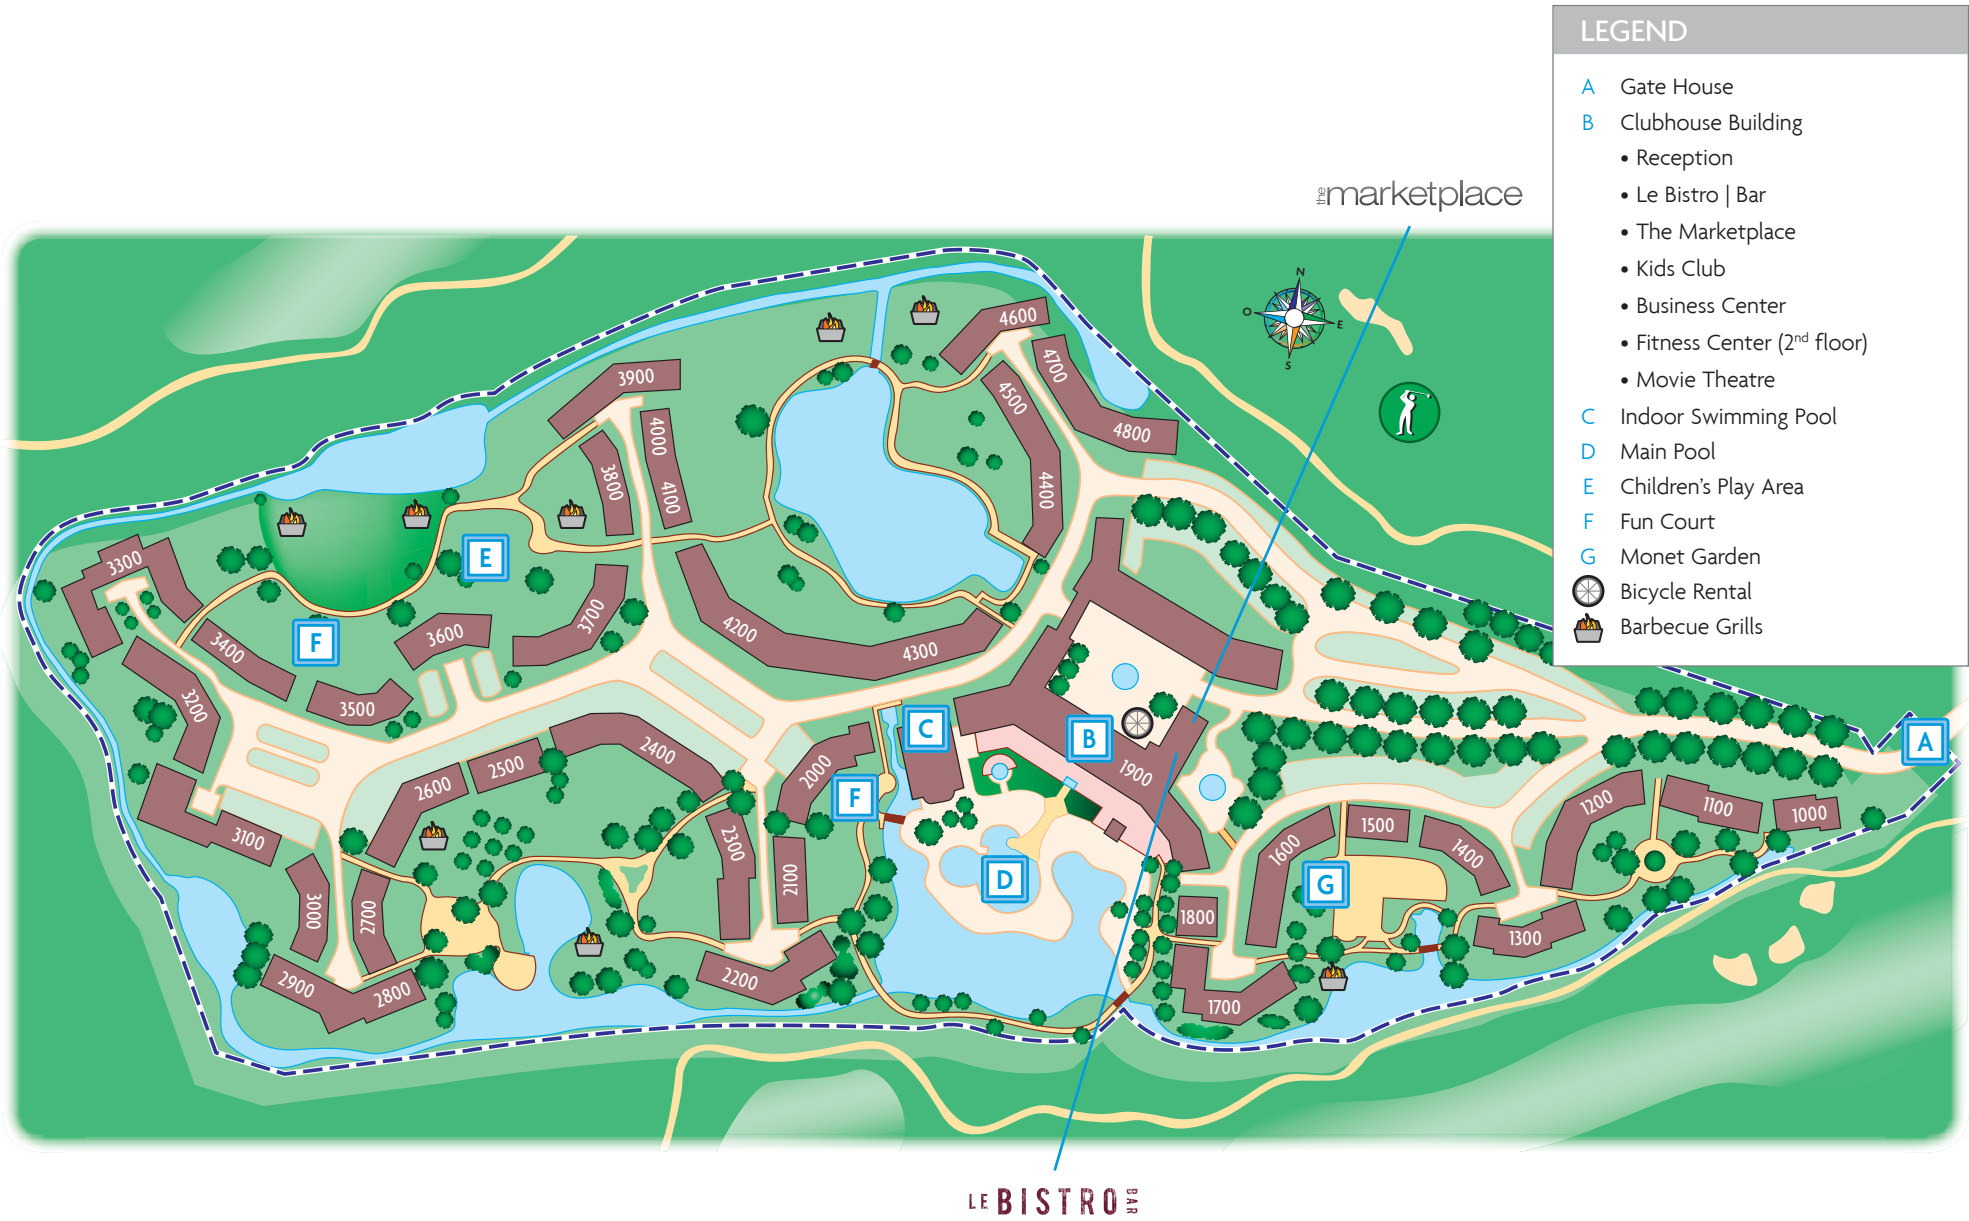 LEGEND
A Gate House
B Clubhouse Building
• Reception
• Le Bistro | Bar
• The Marketplace
• Kids Club
• Business Center
• Fitness Center (2nd floor)
• Movie Theatre
C Indoor Swimming Pool
D Main Pool
E Children's Play Area
F Fun Court
G Monet Garden
Bicycle Rental
Barbecue Grills
the marketplace
N
O
E
S
4600
4700
4500
4800
4400
3900
4000
3800
4100
E
3300
3400
F
3600
3700
3500
3200
4200
4300
C
B
A
1900
2400
2500
2600
2000
F
3100
2300
2100
3000
2700
2900
2800
2200
D
1200
1100
1000
1600
1500
1400
G
1800
1300
1700
LE BISTRO BAR